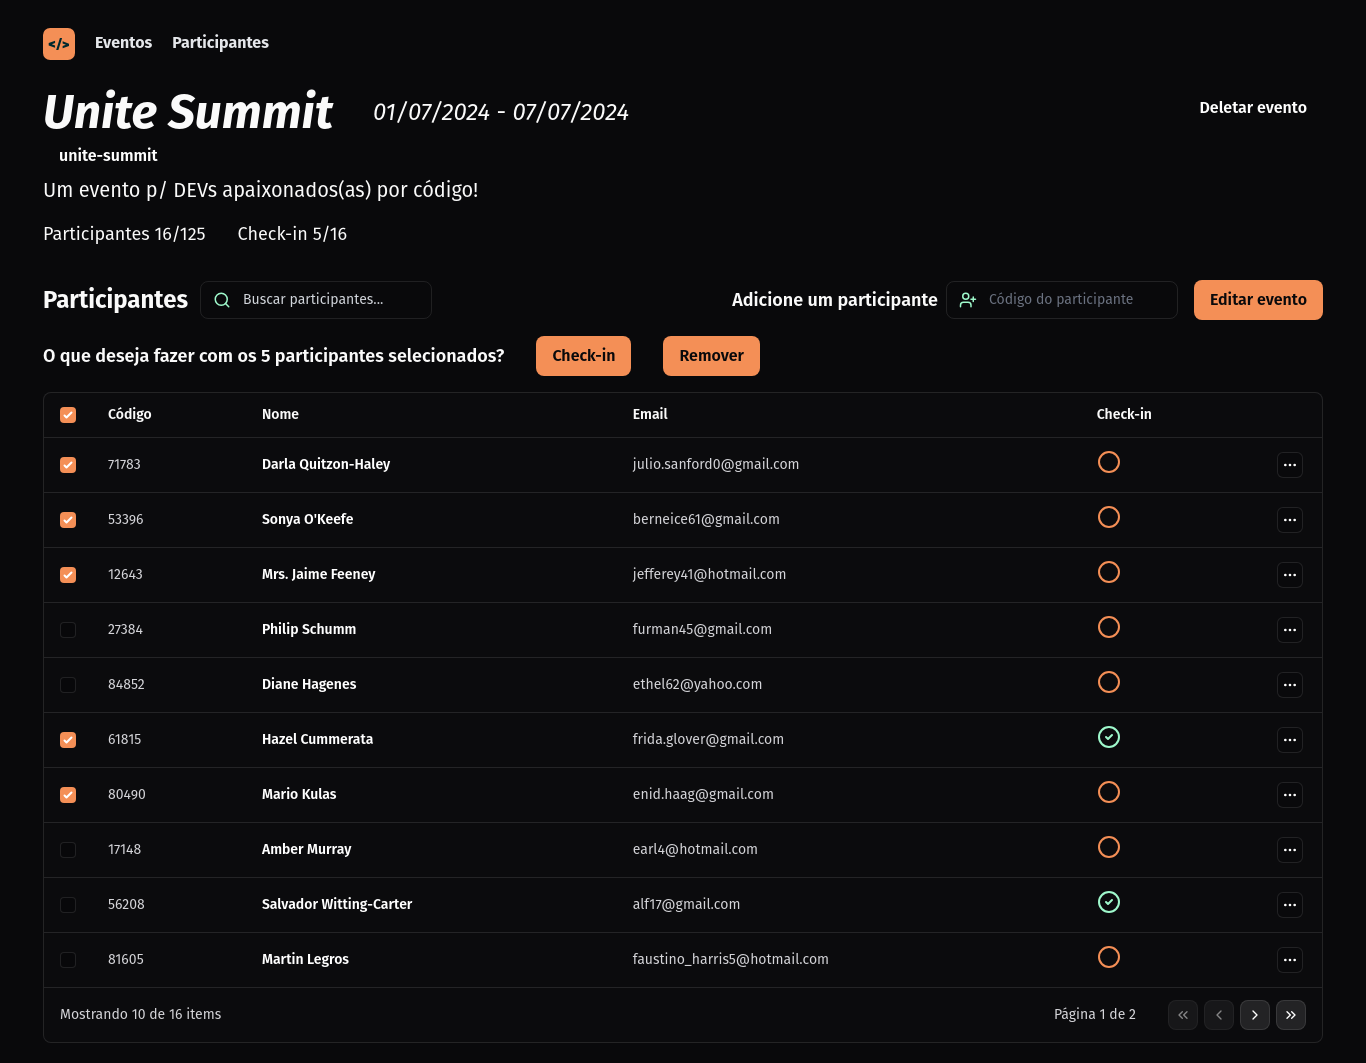 </> Eventos Participantes
Unite Summit 01/07/2024 - 07/07/2024 Deletar evento
unite-summit
Um evento p/ DEVs apaixonados(as) por código!
Participantes 16/125 Check-in 5/16
Participantes Buscar participantes... Adicione um participante Código do participante Editar evento
O que deseja fazer com os 5 participantes selecionados? Check-in Remover
Código Nome Email Check-in
71783 Darla Quitzon-Haley julio.sanford0@gmail.com
53396 Sonya O'Keefe berneice61@gmail.com
12643 Mrs. Jaime Feeney jefferey41@hotmail.com
27384 Philip Schumm furman45@gmail.com
84852 Diane Hagenes ethel62@yahoo.com
61815 Hazel Cummerata frida.glover@gmail.com
80490 Mario Kulas enid.haag@gmail.com
17148 Amber Murray earl4@hotmail.com
56208 Salvador Witting-Carter alf17@gmail.com
81605 Martin Legros faustino_harris5@hotmail.com
Mostrando 10 de 16 items Página 1 de 2